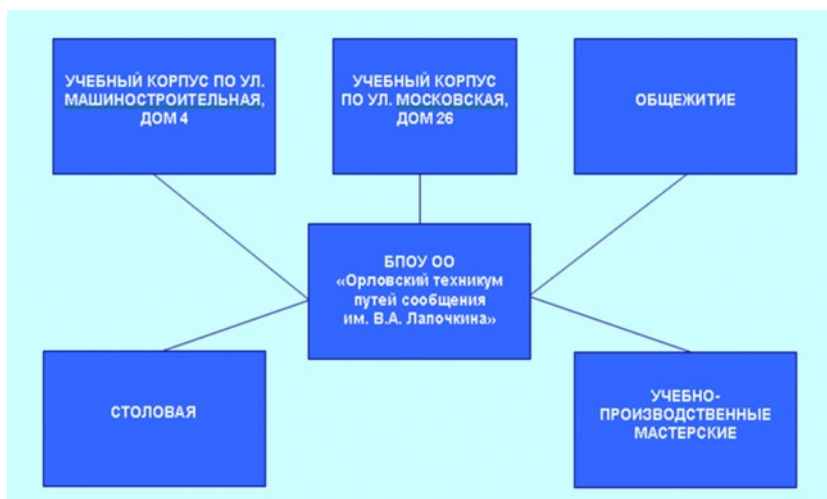 УЧЕБНЫЙ КОРПУС ПО УЛ.
МАШИНОСТРОИТЕЛЬНАЯ,
ДОМ 4
УЧЕБНЫЙ КОРПУС
ПО УЛ. МОСКОВСКАЯ,
ДОМ 26
ОБЩЕЖИТИЕ
БПОУ ОО
«Орловский техникум
путей сообщения
им. В.А. Лапочкина»
СТОЛОВАЯ
УЧЕБНО-
ПРОИЗВОДСТВЕННЫЕ
МАСТЕРСКИЕ